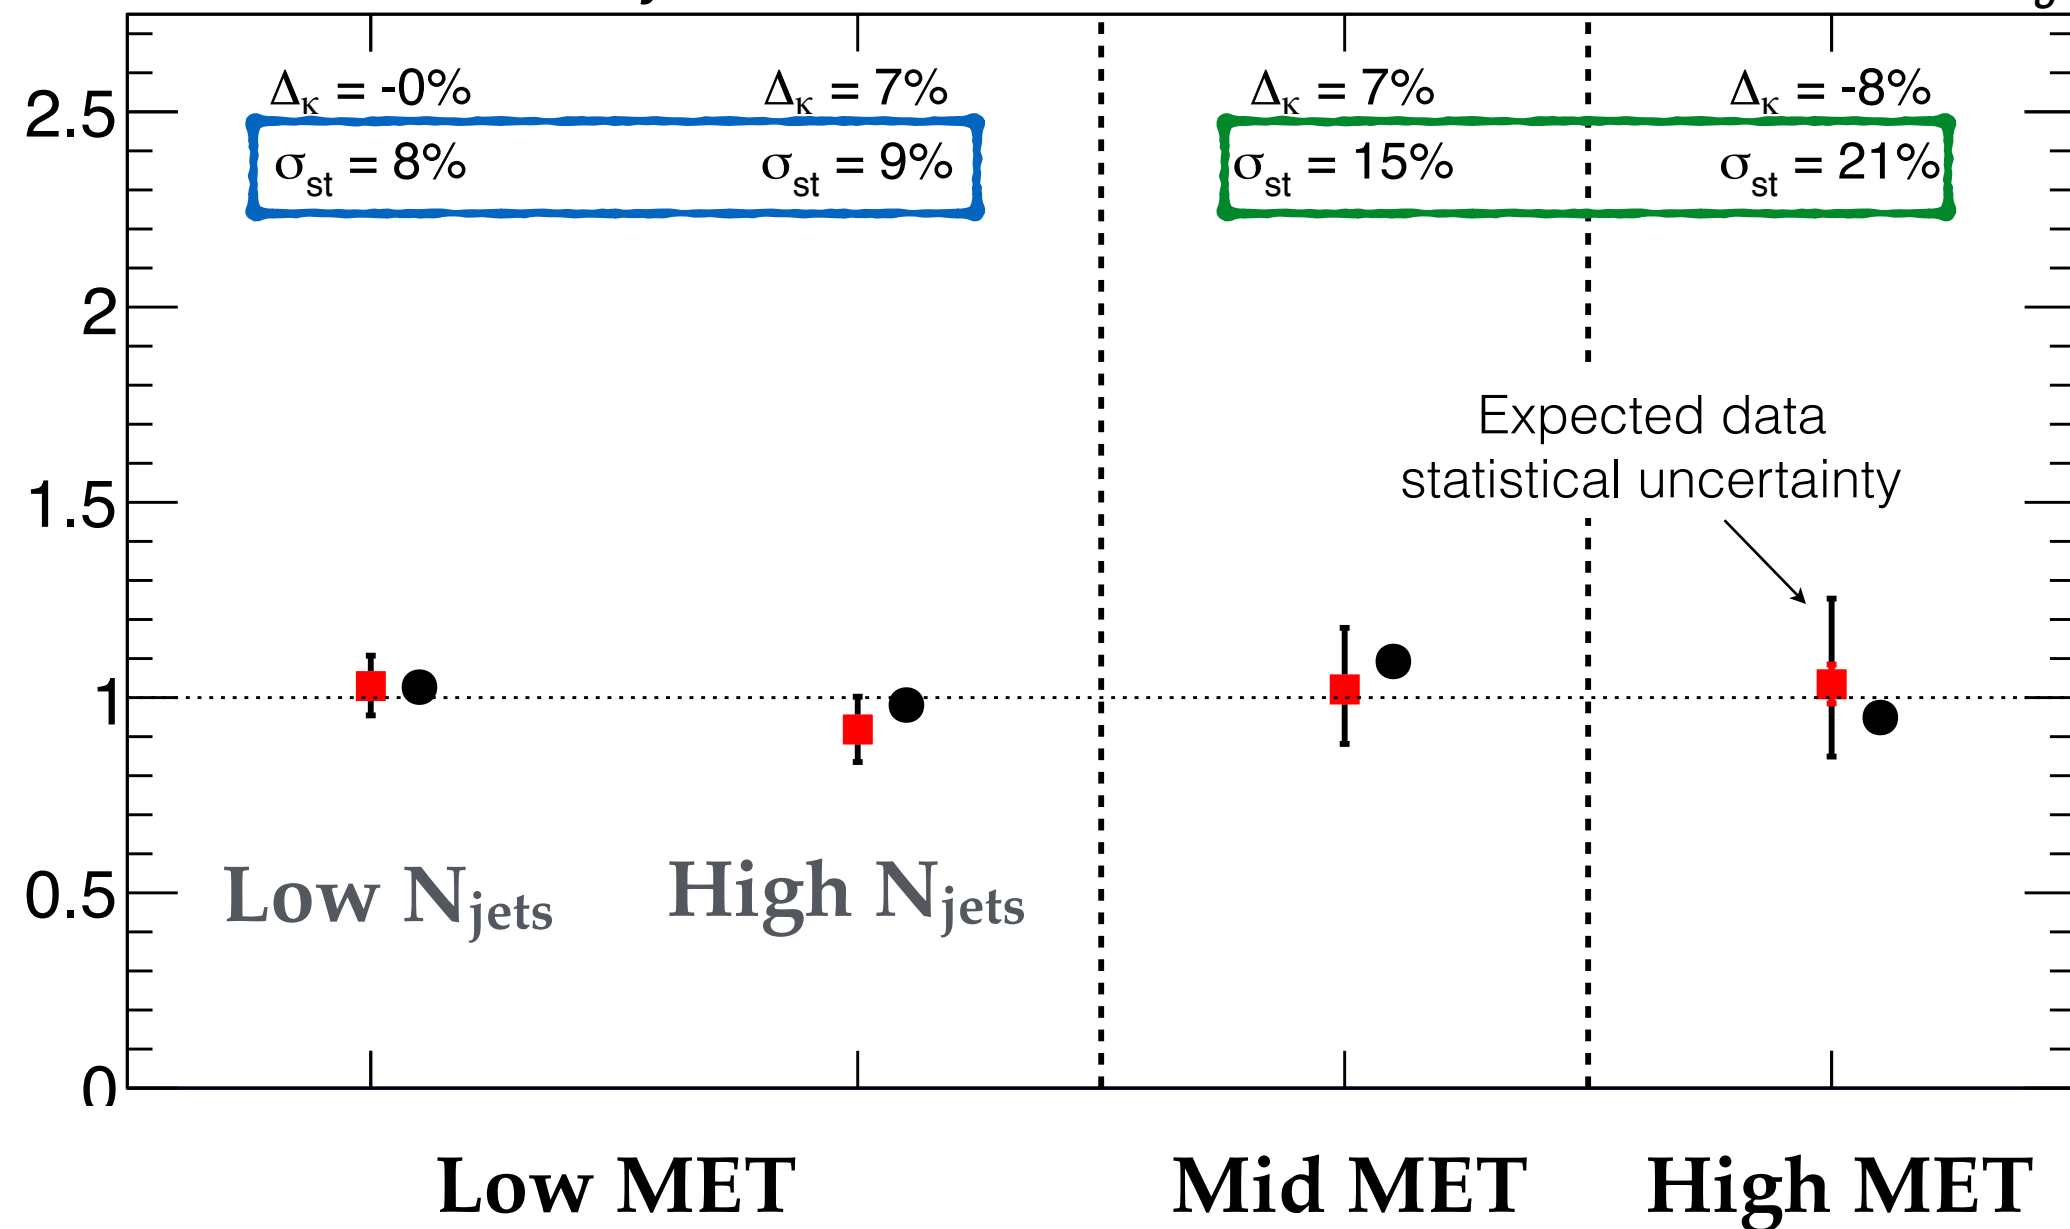 Δκ = -0% Δκ = 7% Δκ = 7% Δκ = -8%
2.5
σst = 8% σst = 9% σst = 15% σst = 21%
2
Expected data
statistical uncertainty
1.5
1
Low Njets High Njets
0.5
0
Low MET Mid MET High MET